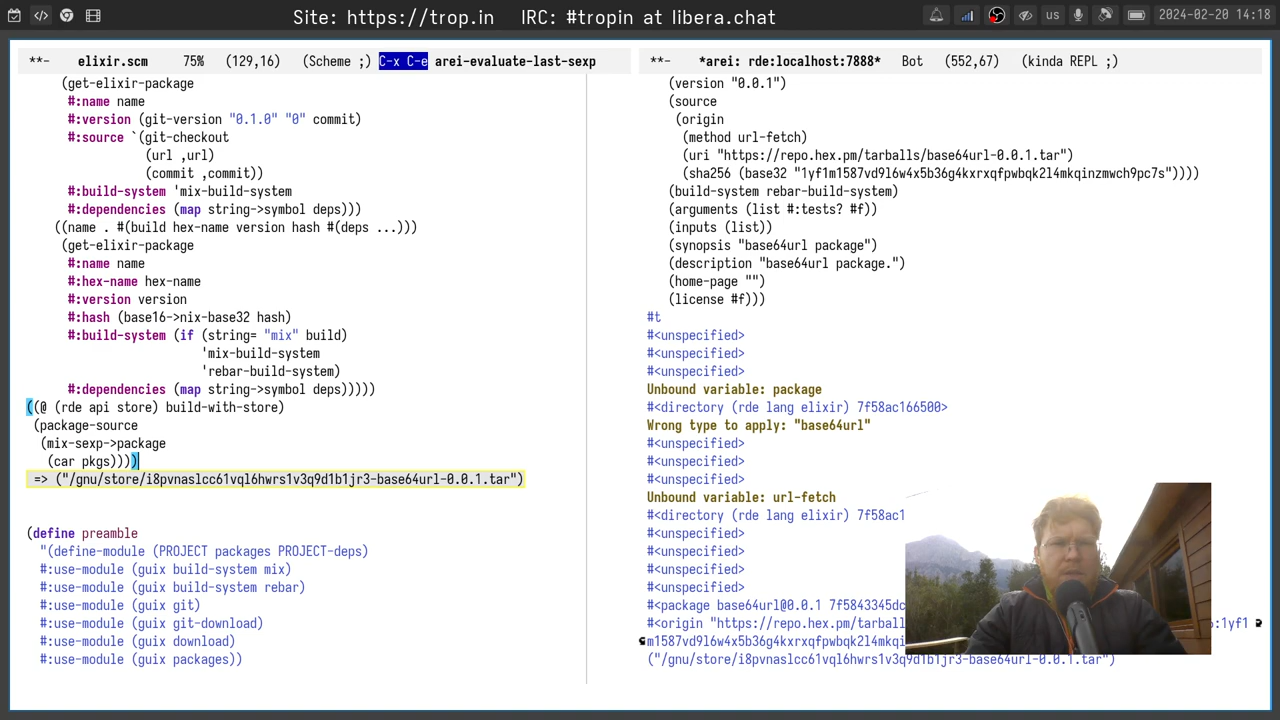 Site: https://trop.in IRC: #tropin at libera.chat
us
2024-02-20 14:18
**- elixir.scm 75% (129,16) (Scheme ;) C-x C-e arei-evaluate-last-sexp
(get-elixir-package
#:name name
#:version (git-version "0.1.0" "0" commit)
#:source `(git-checkout
(url ,url)
(commit ,commit))
#:build-system 'mix-build-system
#:dependencies (map string->symbol deps)))
((name . #(build hex-name version hash #(deps ...)))
(get-elixir-package
#:name name
#:hex-name hex-name
#:version version
#:hash (base16->nix-base32 hash)
#:build-system (if (string= "mix" build)
'mix-build-system
'rebar-build-system)
#:dependencies (map string->symbol deps)))))
((@ (rde api store) build-with-store)
(package-source
(mix-sexp->package
(car pkgs))))
=> ("/gnu/store/i8pvnaslcc61vql6hwrs1v3q9d1b1jr3-base64url-0.0.1.tar")
(define preamble
"(define-module (PROJECT packages PROJECT-deps)
#:use-module (guix build-system mix)
#:use-module (guix build-system rebar)
#:use-module (guix git)
#:use-module (guix git-download)
#:use-module (guix download)
#:use-module (guix packages))
**- *arei: rde:localhost:7888* Bot (552,67) (kinda REPL ;)
(version "0.0.1")
(source
(origin
(method url-fetch)
(uri "https://repo.hex.pm/tarballs/base64url-0.0.1.tar")
(sha256 (base32 "1yf1m1587vd9l6w4x5b36g4kxrxqfpwbqk2l4mkqinzmwch9pc7s"))))
(build-system rebar-build-system)
(arguments (list #:tests? #f))
(inputs (list))
(synopsis "base64url package")
(description "base64url package.")
(home-page "")
(license #f)))
#t
#<unspecified>
#<unspecified>
#<unspecified>
Unbound variable: package
#<directory (rde lang elixir) 7f58ac166500>
Wrong type to apply: "base64url"
#<unspecified>
#<unspecified>
#<unspecified>
Unbound variable: url-fetch
#<directory (rde lang elixir) 7f58ac1
#<unspecified>
#<unspecified>
#<unspecified>
#<unspecified>
#<package base64url@0.0.1 7f5843345dc
#<origin "https://repo.hex.pm/tarball :1yf1
m1587vd9l6w4x5b36g4kxrxqfpwbqk2l4mkqi
("/gnu/store/i8pvnaslcc61vql6hwrs1v3q9d1b1jr3-base64url-0.0.1.tar")